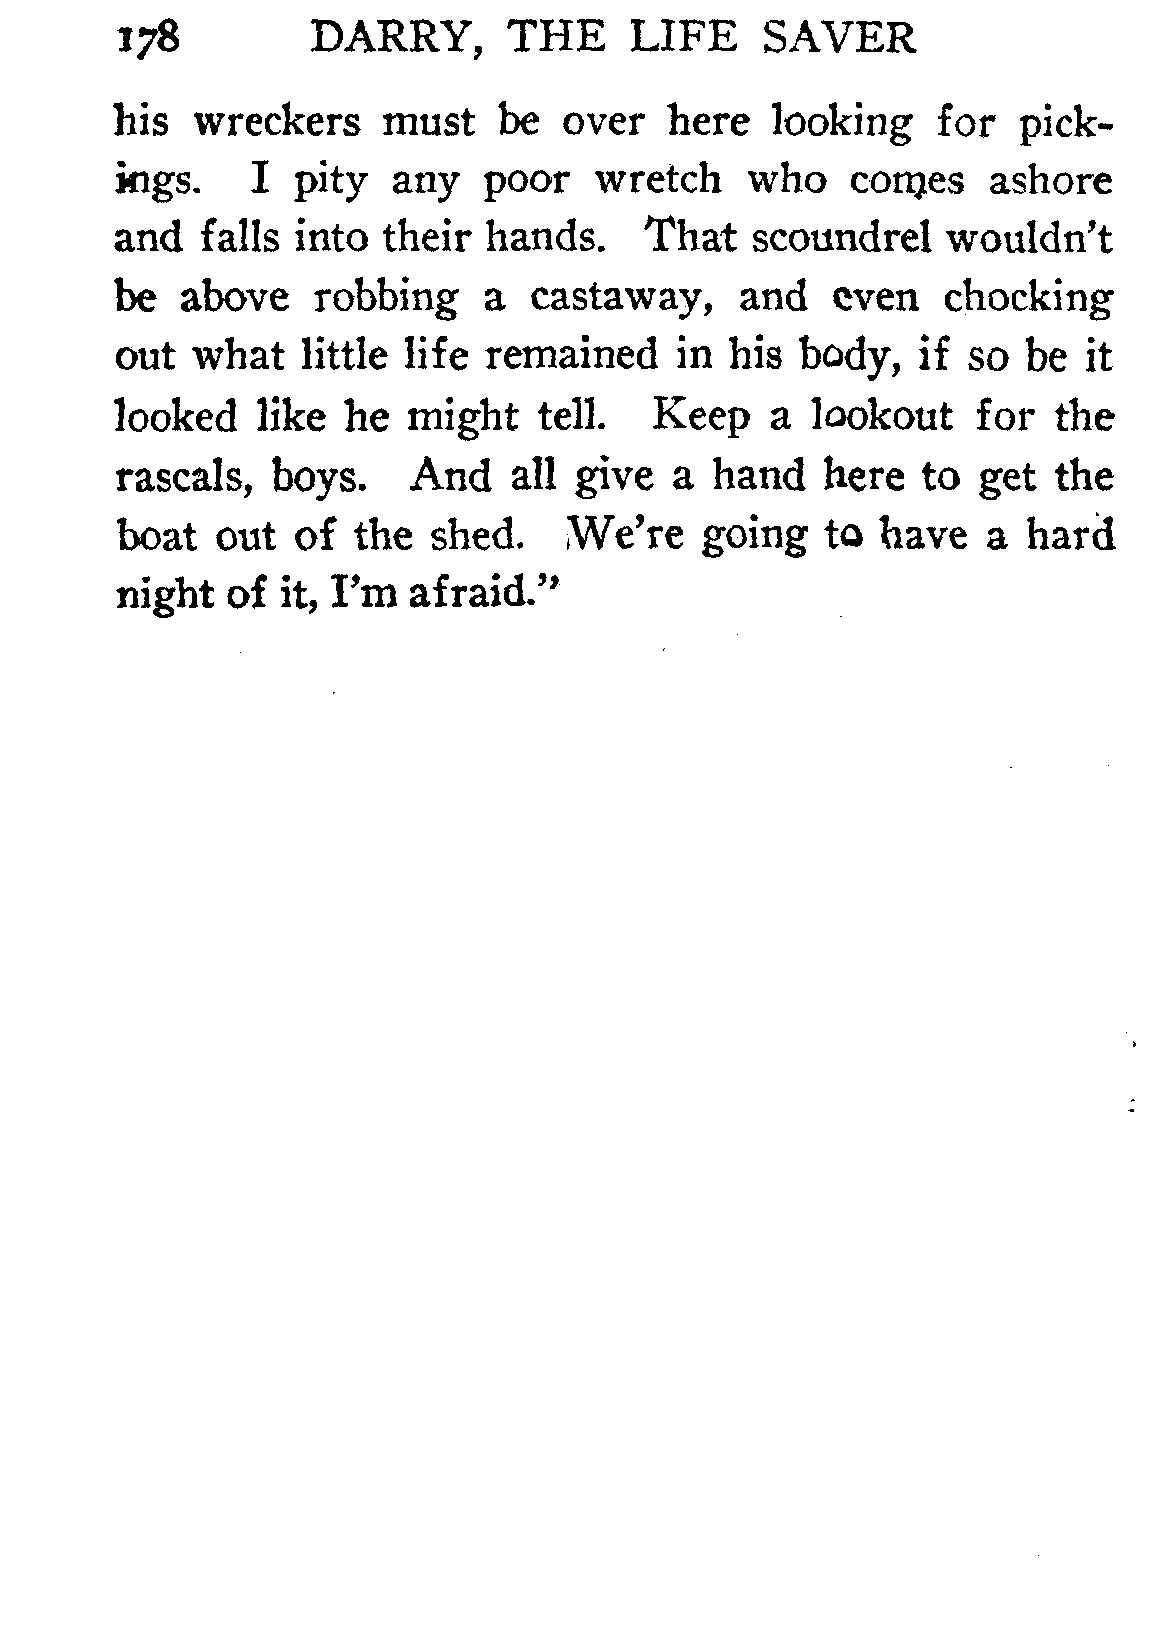 178 DARRY, THE LIFE SAVER
his wreckers must be over here looking for pick-
ings. I pity any poor wretch who comes ashore
and falls into their hands. That scoundrel wouldn't
be above robbing a castaway, and even chocking
out what little life remained in his body, if so be it
looked like he might tell. Keep a lookout for the
rascals, boys. And all give a hand here to get the
boat out of the shed. We're going to have a hard
night of it, I'm afraid."